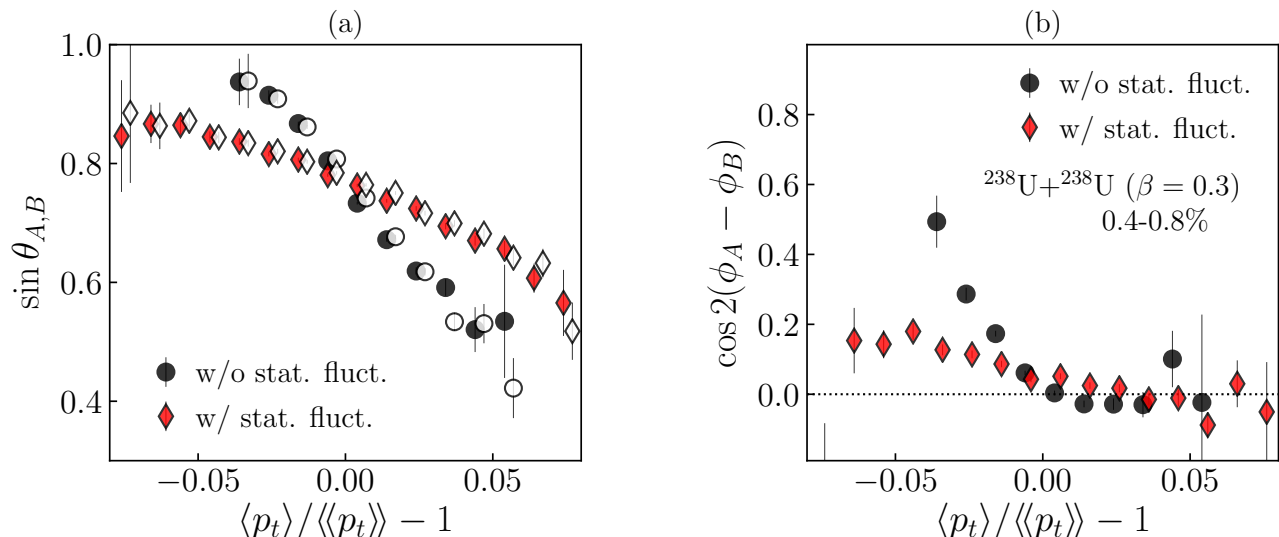 (a)
1.0
0.8
0.6
0.4
sin θ_{A,B}
w/o stat. fluct.
w/ stat. fluct.
−0.05 0.00 0.05
⟨p_t⟩/⟨⟨p_t⟩⟩ − 1
(b)
0.8
0.6
0.4
0.2
0.0
cos 2(ϕ_A − ϕ_B)
w/o stat. fluct.
w/ stat. fluct.
²³⁸U+²³⁸U (β = 0.3)
0.4-0.8%
−0.05 0.00 0.05
⟨p_t⟩/⟨⟨p_t⟩⟩ − 1